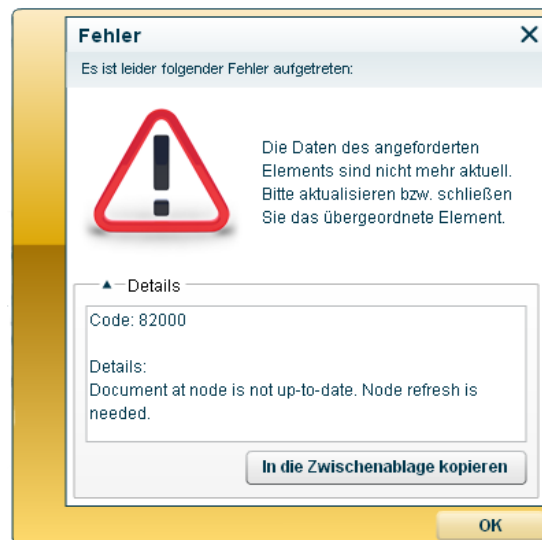 Fehler
Es ist leider folgender Fehler aufgetreten:
Die Daten des angeforderten
Elements sind nicht mehr aktuell.
Bitte aktualisieren bzw. schließen
Sie das übergeordnete Element.
Details
Code: 82000
Details:
Document at node is not up-to-date. Node refresh is
needed.
In die Zwischenablage kopieren
OK